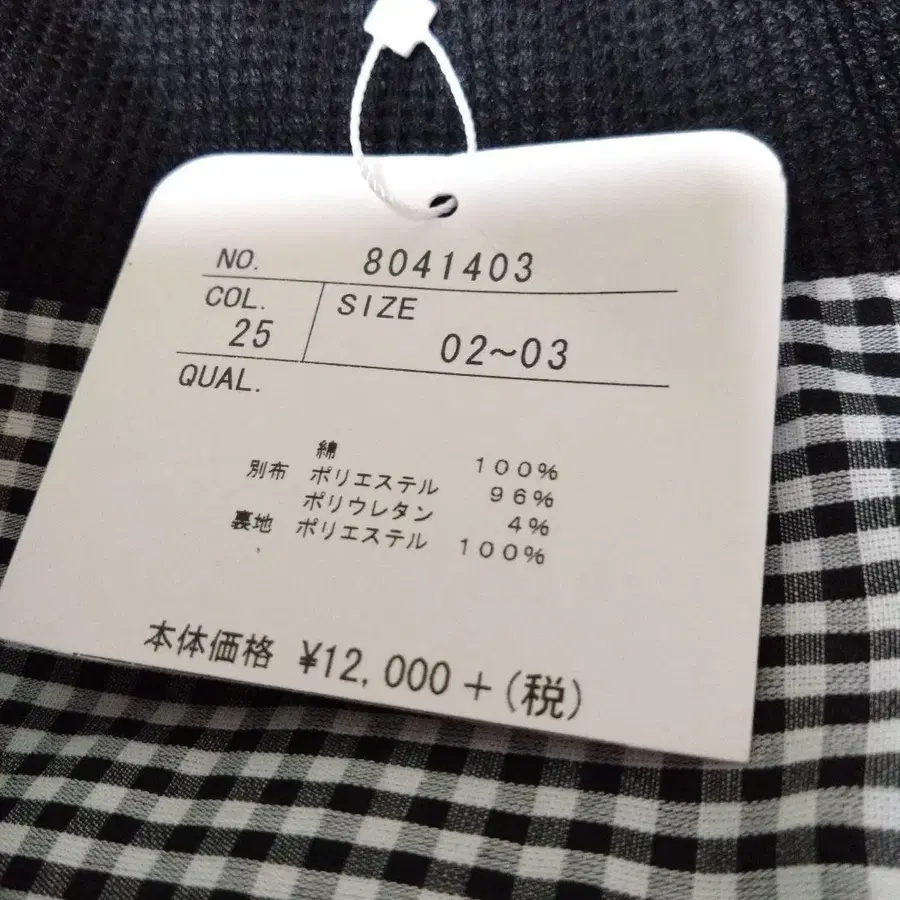 NO. 8041403
COL. SIZE
25 02~03
QUAL.
綿 100%
別布 ポリエステル 96%
ポリウレタン 4%
裏地 ポリエステル 100%
本体価格 ¥12,000+(税)